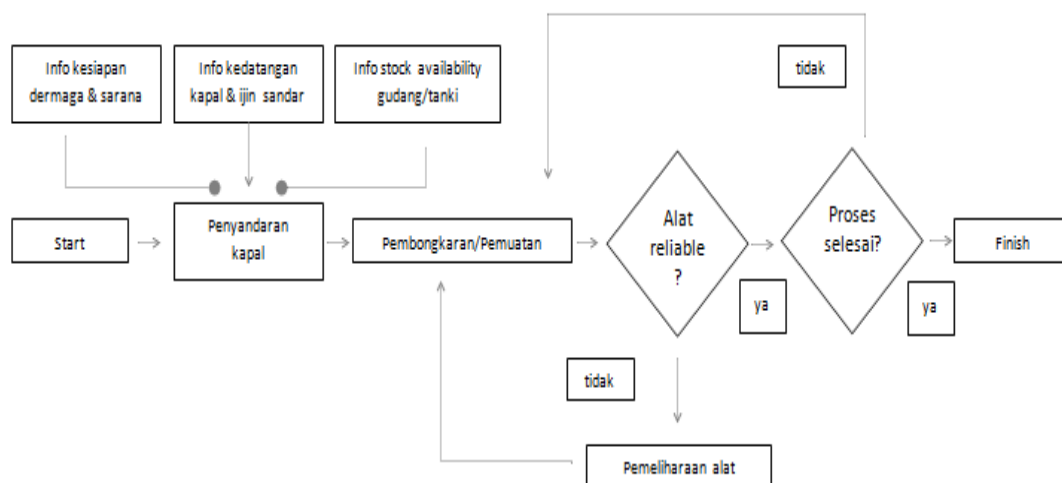 Info kesiapan
dermaga & sarana
Info kedatangan
kapal & ijin sandar
Info stock availability
gudang/tanki
tidak
Start
Penyandaran
kapal
Pembongkaran/Pemuatan
Alat
reliable
?
ya
Proses
selesai?
ya
Finish
tidak
Pemeliharaan alat